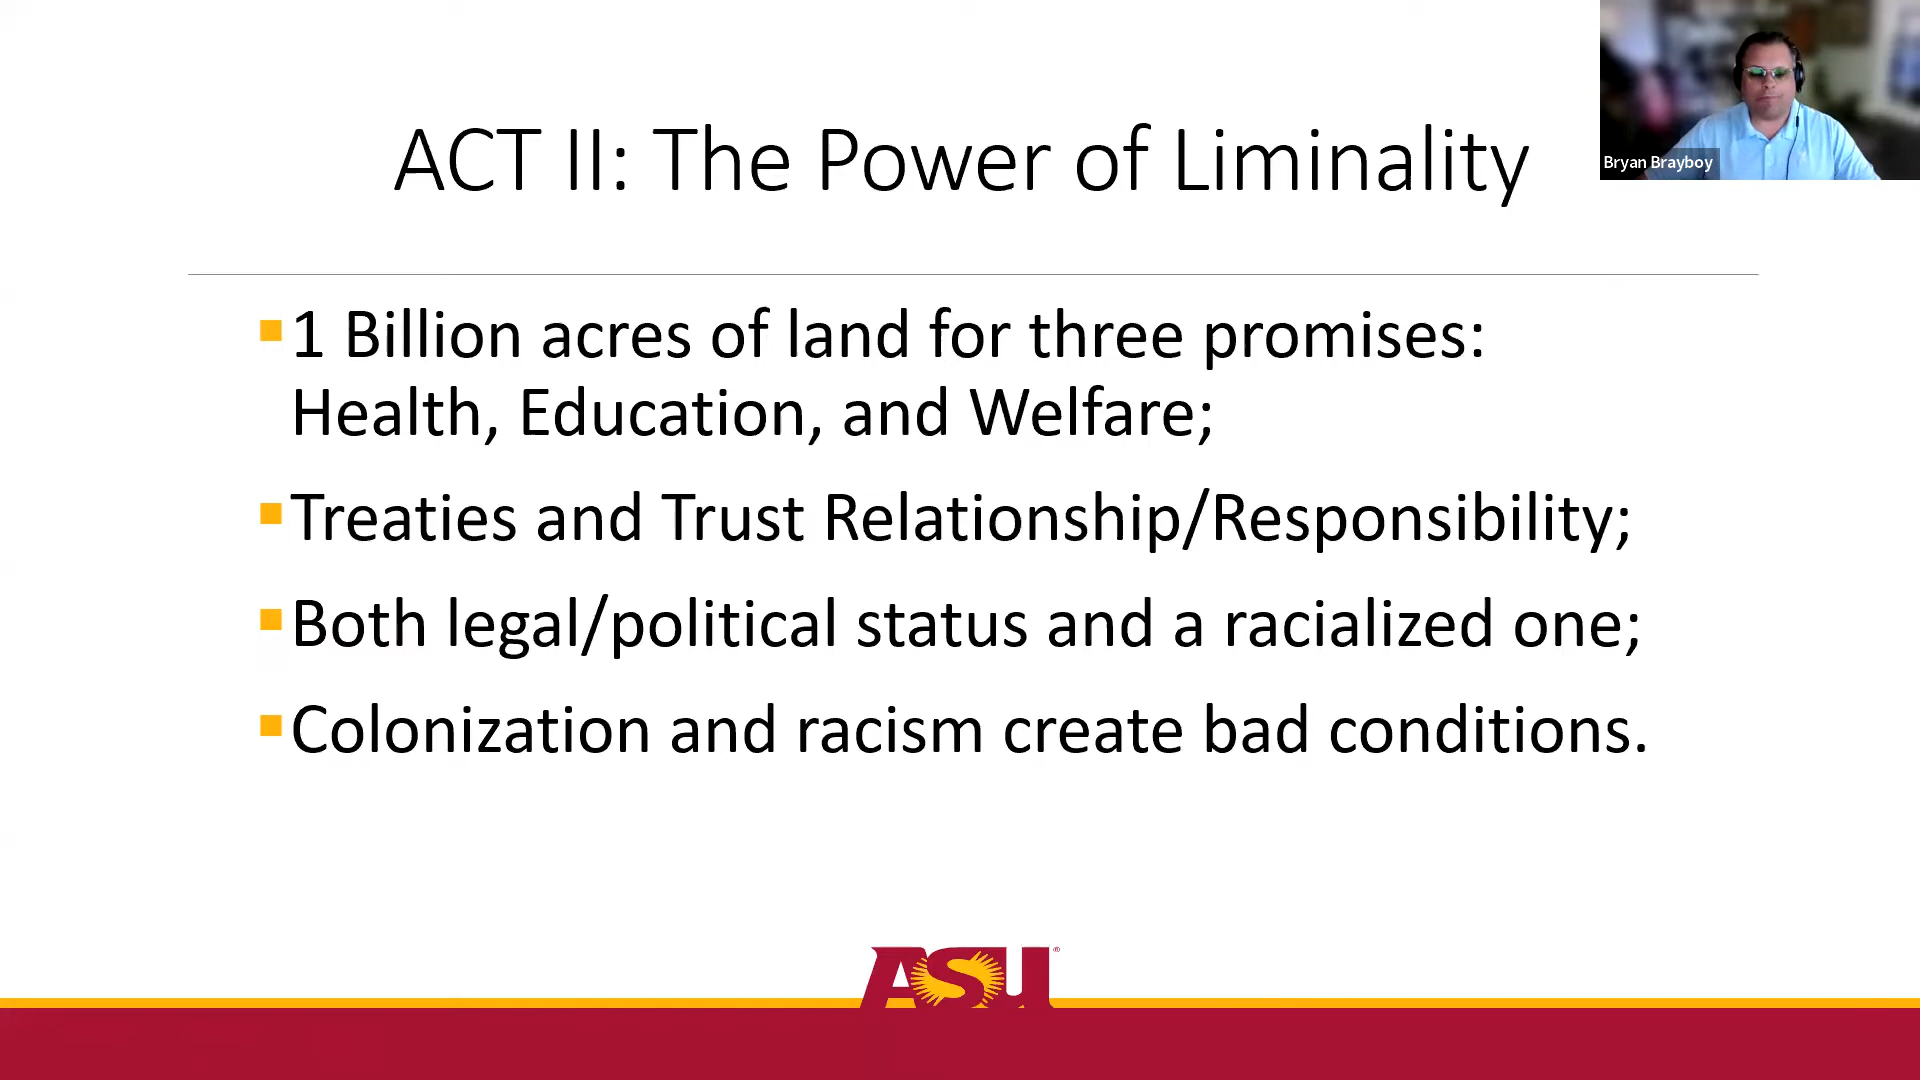 ACT II: The Power of Liminality
Bryan Brayboy
1 Billion acres of land for three promises:
Health, Education, and Welfare;
Treaties and Trust Relationship/Responsibility;
Both legal/political status and a racialized one;
Colonization and racism create bad conditions.
ASU®